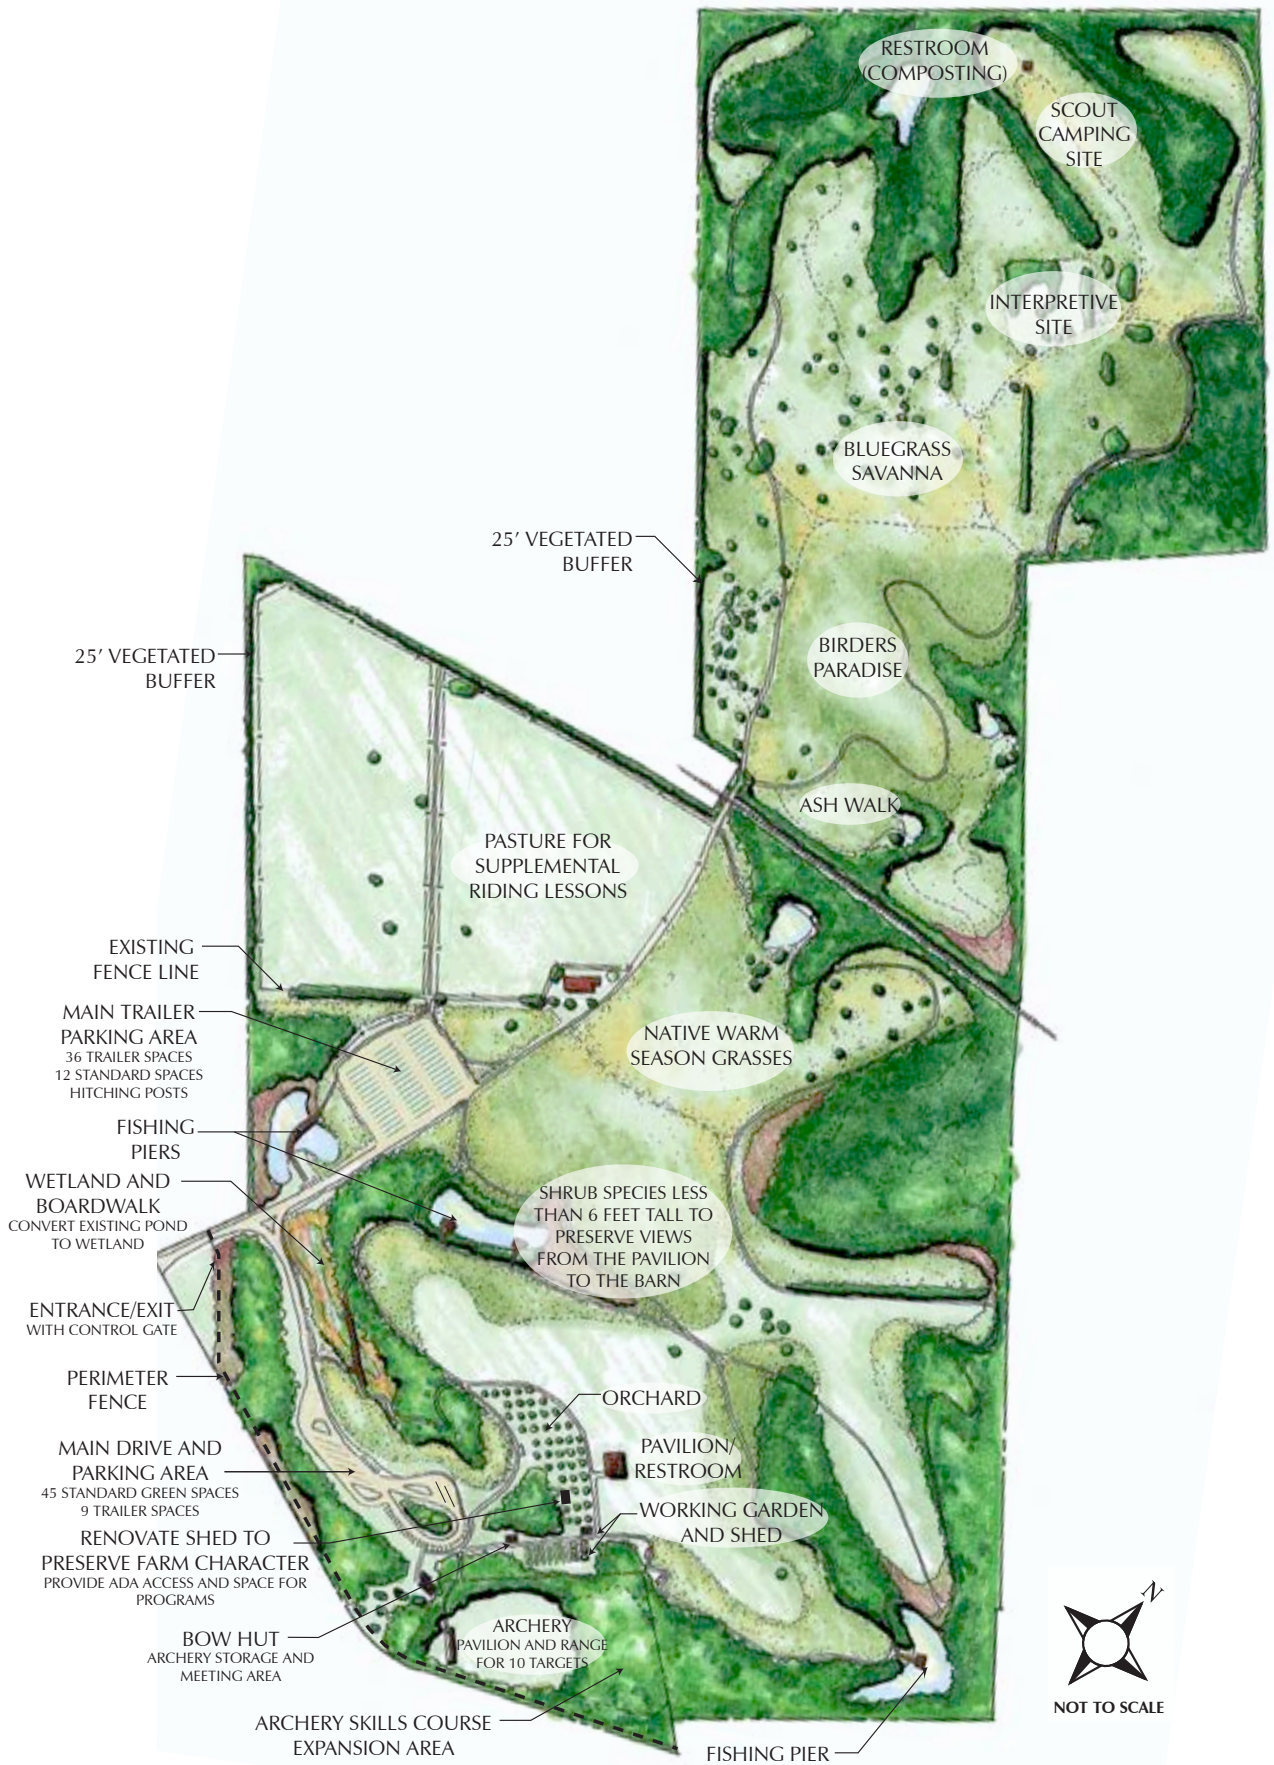 RESTROOM
(COMPOSTING)
SCOUT
CAMPING
SITE
INTERPRETIVE
SITE
BLUEGRASS
SAVANNA
25' VEGETATED
BUFFER
BIRDERS
PARADISE
25' VEGETATED
BUFFER
ASH WALK
PASTURE FOR
SUPPLEMENTAL
RIDING LESSONS
EXISTING
FENCE LINE
MAIN TRAILER
PARKING AREA
36 TRAILER SPACES
12 STANDARD SPACES
HITCHING POSTS
NATIVE WARM
SEASON GRASSES
FISHING
PIERS
WETLAND AND
BOARDWALK
CONVERT EXISTING POND
TO WETLAND
SHRUB SPECIES LESS
THAN 6 FEET TALL TO
PRESERVE VIEWS
FROM THE PAVILION
TO THE BARN
ENTRANCE/EXIT
WITH CONTROL GATE
PERIMETER
FENCE
ORCHARD
MAIN DRIVE AND
PARKING AREA
45 STANDARD GREEN SPACES
9 TRAILER SPACES
PAVILION/
RESTROOM
WORKING GARDEN
AND SHED
RENOVATE SHED TO
PRESERVE FARM CHARACTER
PROVIDE ADA ACCESS AND SPACE FOR
PROGRAMS
BOW HUT
ARCHERY STORAGE AND
MEETING AREA
ARCHERY
PAVILION AND RANGE
FOR 10 TARGETS
ARCHERY SKILLS COURSE
EXPANSION AREA
FISHING PIER
N
NOT TO SCALE